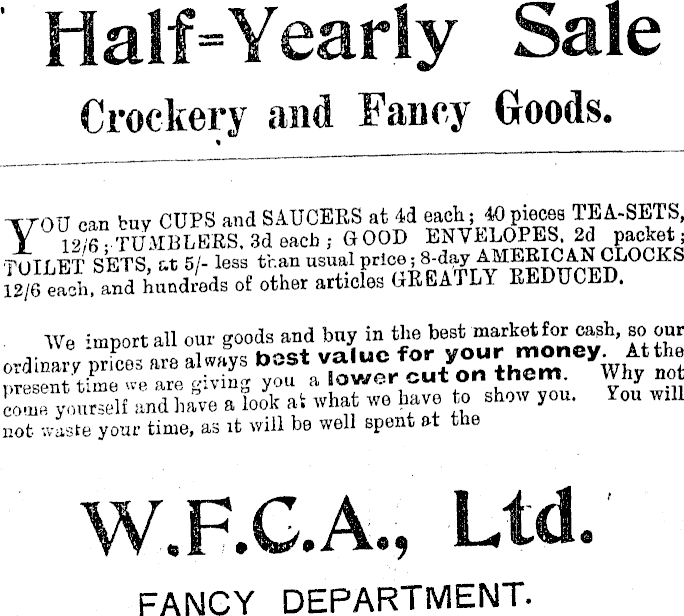 Half=Yearly Sale
Crockery and Fancy Goods.
YOU can buy CUPS and SAUCERS at 4d each; 40 pieces TEA-SETS,
12/6; TUMBLERS, 3d each; GOOD ENVELOPES, 2d packet;
TOILET SETS, at 5/- less than usual price; 8-day AMERICAN CLOCKS
12/6 each, and hundreds of other articles GREATLY REDUCED.
We import all our goods and buy in the best market for cash, so our
ordinary prices are always best value for your money. At the
present time we are giving you a lower cut on them. Why not
come yourself and have a look at what we have to show you. You will
not waste your time, as it will be well spent at the
W.F.C.A., Ltd.
FANCY DEPARTMENT.